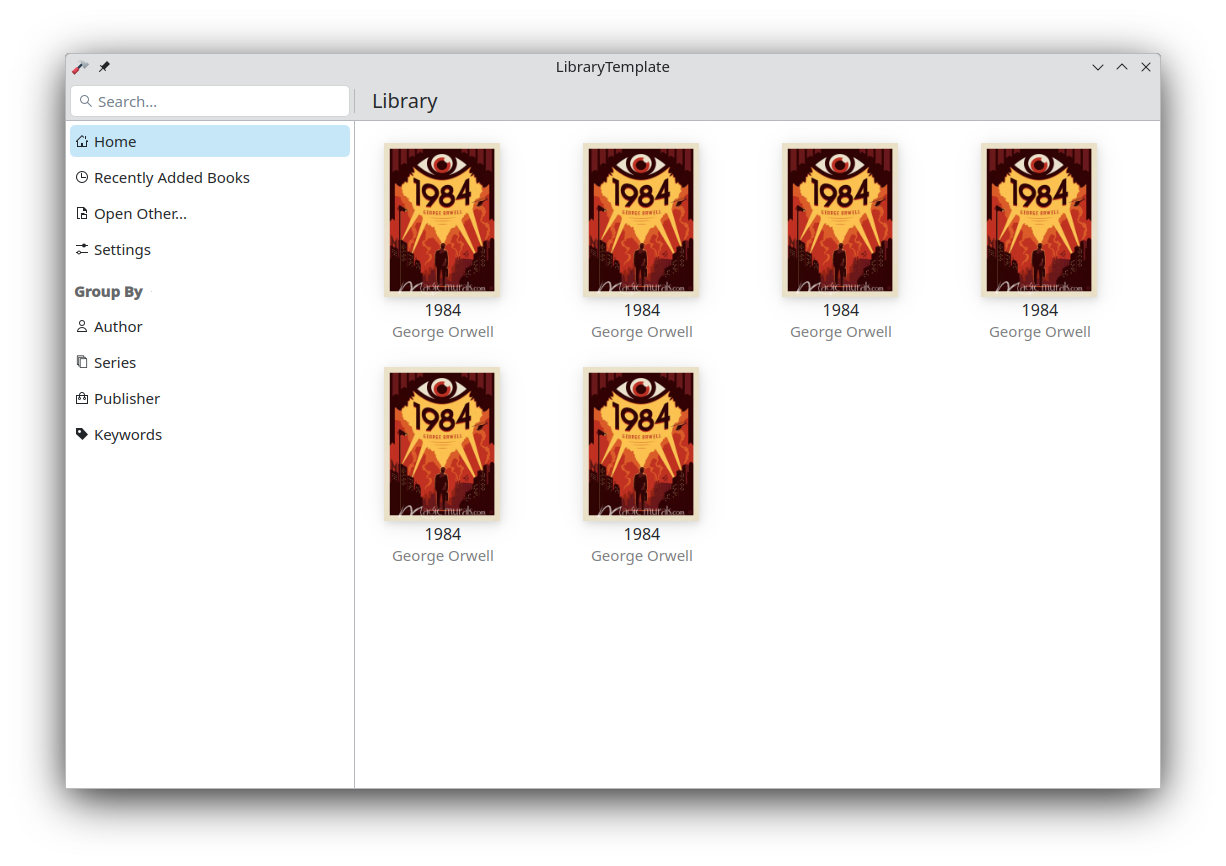 LibraryTemplate
Search...
Library
Home
Recently Added Books
Open Other...
Settings
Group By
Author
Series
Publisher
Keywords
1984
GEORGE ORWELL
1984
George Orwell
1984
GEORGE ORWELL
1984
George Orwell
1984
GEORGE ORWELL
1984
George Orwell
1984
GEORGE ORWELL
1984
George Orwell
1984
GEORGE ORWELL
1984
George Orwell
1984
GEORGE ORWELL
1984
George Orwell